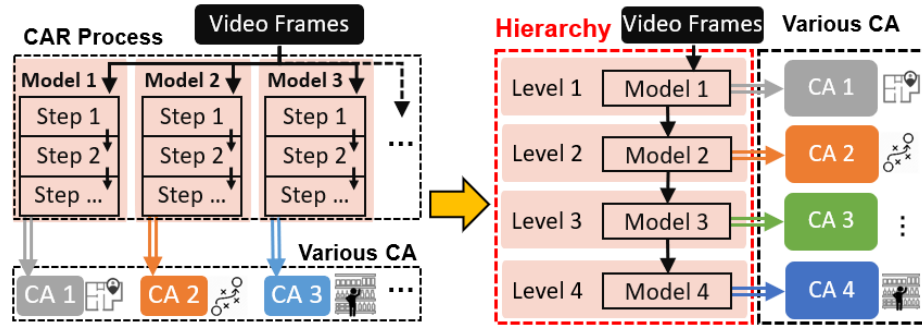 Video Frames
CAR Process
Model 1 Model 2 Model 3
Step 1 Step 1 Step 1
Step 2 Step 2 Step 2 ...
Step ... Step ... Step ...
Various CA
CA 1 CA 2 CA 3 ...
Hierarchy Video Frames Various CA
Level 1 Model 1 CA 1
Level 2 Model 2 CA 2
Level 3 Model 3 CA 3 ⋮
Level 4 Model 4 CA 4